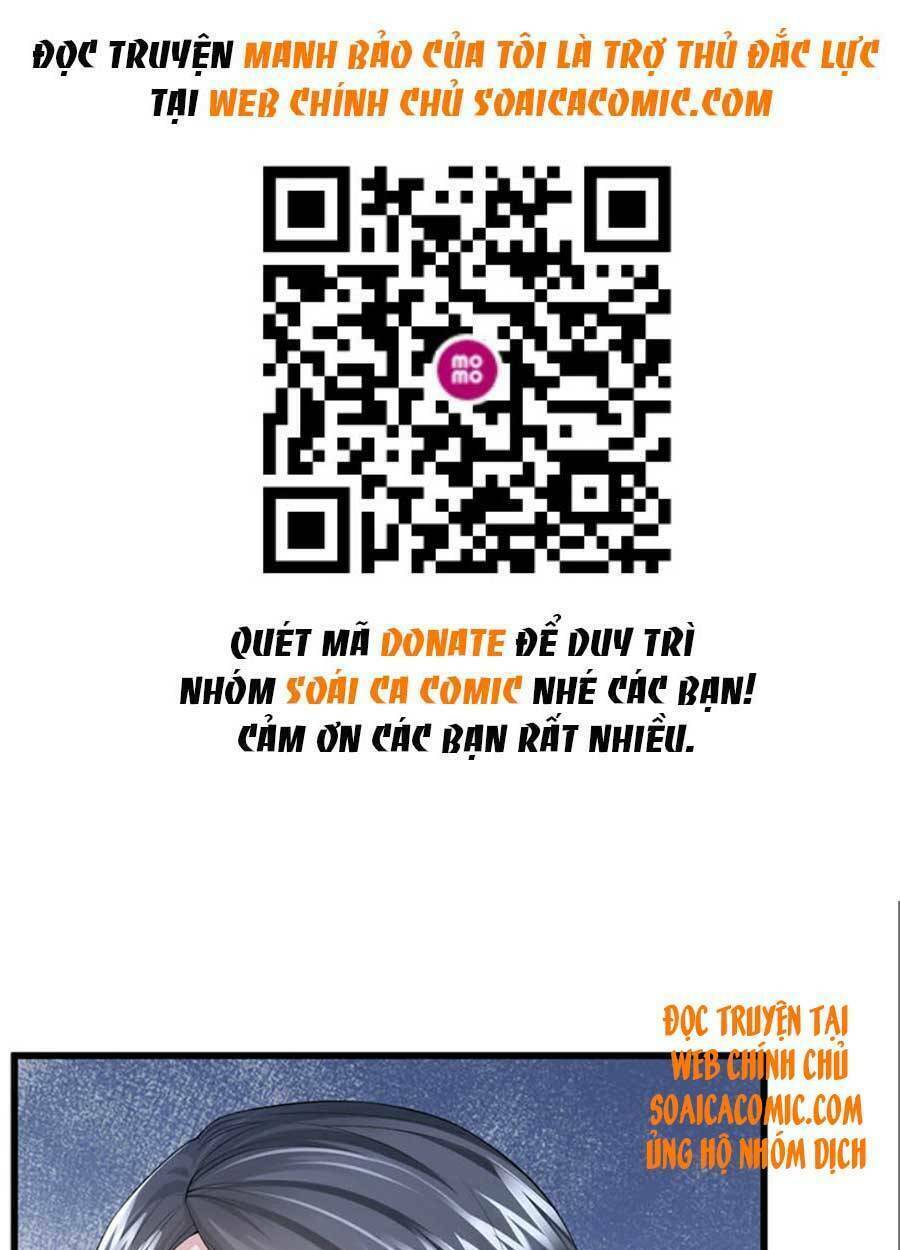 ĐỌC TRUYỆN MANH BẢO CỦA TÔI LÀ TRỢ THỦ ĐẮC LỰC
TẠI WEB CHÍNH CHỦ SOAICACOMIC.COM
mo
mo
QUÉT MÃ DONATE ĐỂ DUY TRÌ
NHÓM SOÁI CA COMIC NHÉ CÁC BẠN!
CẢM ƠN CÁC BẠN RẤT NHIỀU.
ĐỌC TRUYỆN TẠI
WEB CHÍNH CHỦ
SOAICACOMIC.COM
ỦNG HỘ NHÓM DỊCH